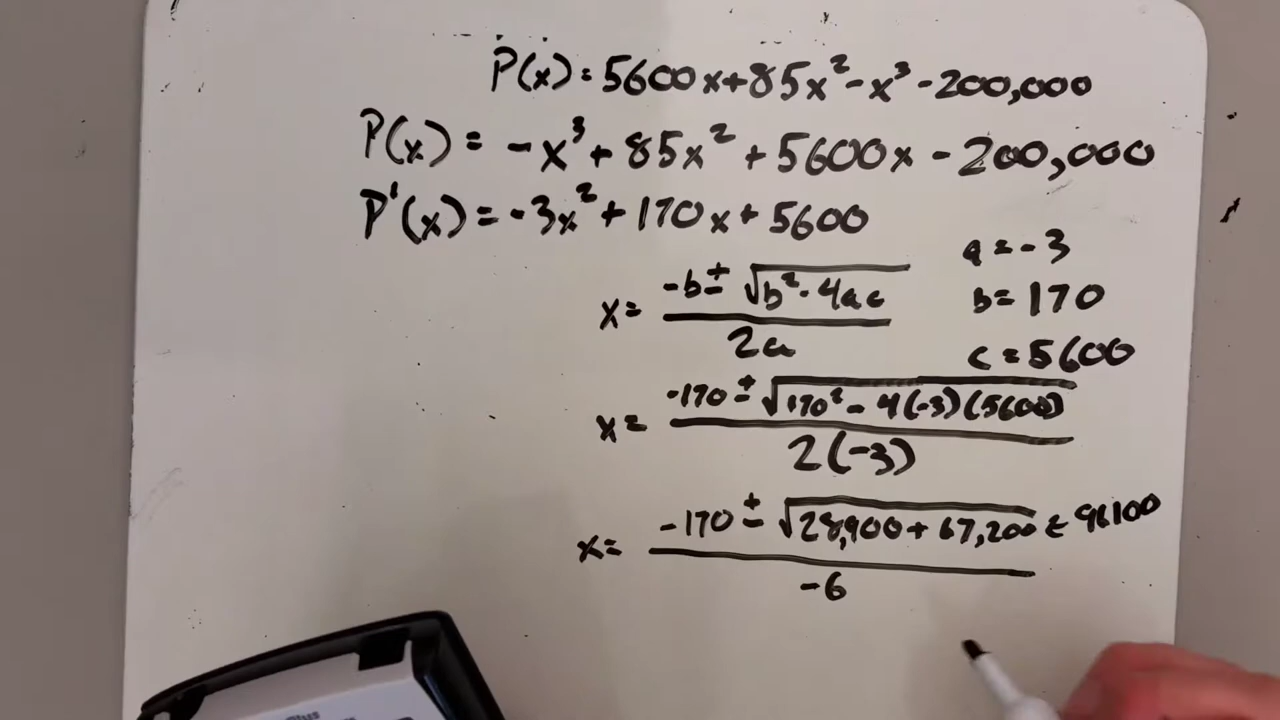 P(x) = 5600x + 85x² - x³ - 200,000
P(x) = -x³ + 85x² + 5600x - 200,000
P'(x) = -3x² + 170x + 5600
a = -3
x = (-b ± √(b² - 4ac)) / 2a
b = 170
c = 5600
x = (-170 ± √(170² - 4(-3)(5600))) / 2(-3)
x = (-170 ± √(28,900 + 67,200) = 96100) / -6